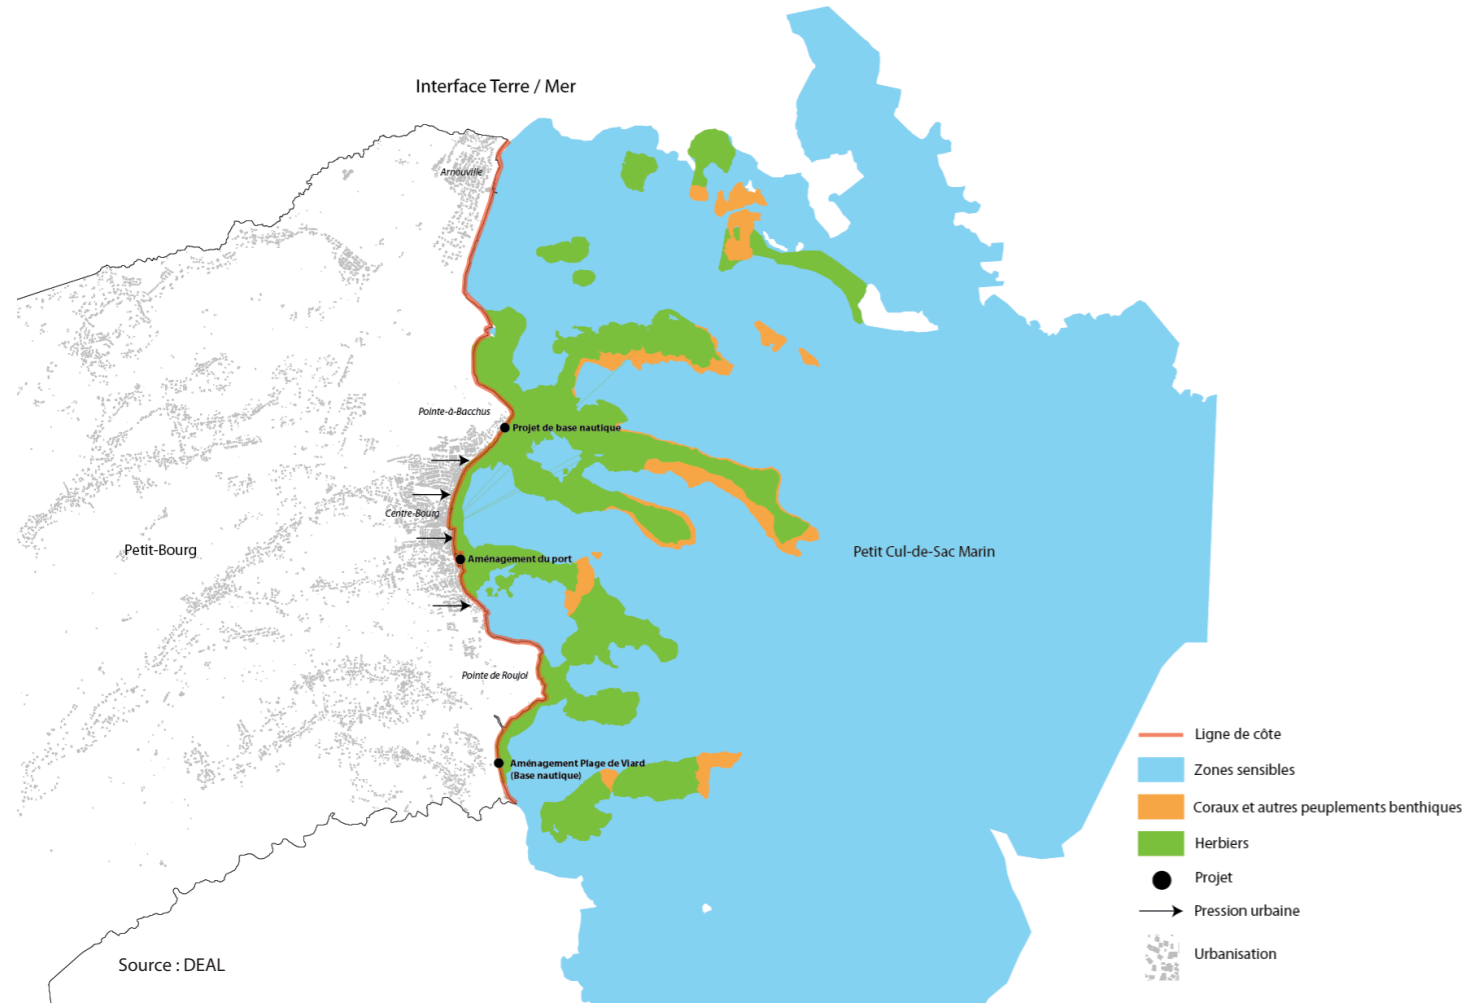 Interface Terre / Mer
Arnouville
Pointe-à-Bacchus
Projet de base nautique
Centre-Bourg
Petit-Bourg
Aménagement du port
Petit Cul-de-Sac Marin
Pointe de Roujol
Aménagement Plage de Viard
(Base nautique)
Ligne de côte
Zones sensibles
Coraux et autres peuplements benthiques
Herbiers
Projet
Pression urbaine
Urbanisation
Source : DEAL